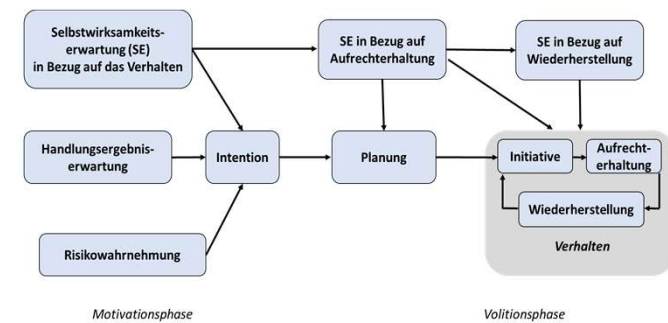 Selbstwirksamkeits-
erwartung (SE)
in Bezug auf das Verhalten
SE in Bezug auf
Aufrechterhaltung
SE in Bezug auf
Wiederherstellung
Handlungsergebnis-
erwartung
Intention
Planung
Initiative
Aufrecht-
erhaltung
Wiederherstellung
Verhalten
Risikowahrnehmung
Motivationsphase
Volitionsphase